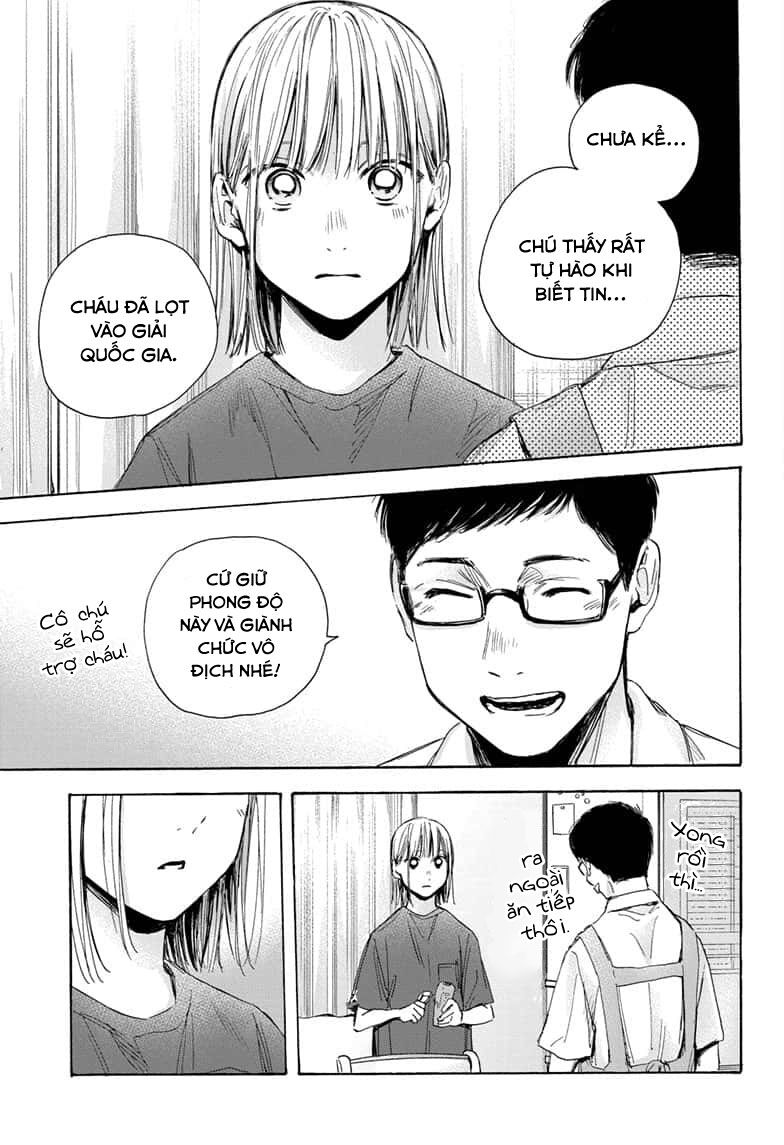 CHƯA KỂ...
CHÚ THẤY RẤT
TỰ HÀO KHI
BIẾT TIN...
CHÁU ĐÃ LỌT
VÀO GIẢI
QUỐC GIA.
CỨ GIỮ
PHONG ĐỘ
NÀY VÀ GIÀNH
CHỨC VÔ
ĐỊCH NHÉ!
Cô chú
sẽ hỗ
trợ cháu!
Xong
rồi
thì...
ra
ngoài
ăn tiếp
thôi.